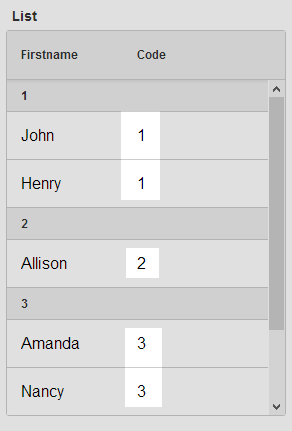 List
Firstname Code
1
John 1
Henry 1
2
Allison 2
3
Amanda 3
Nancy 3